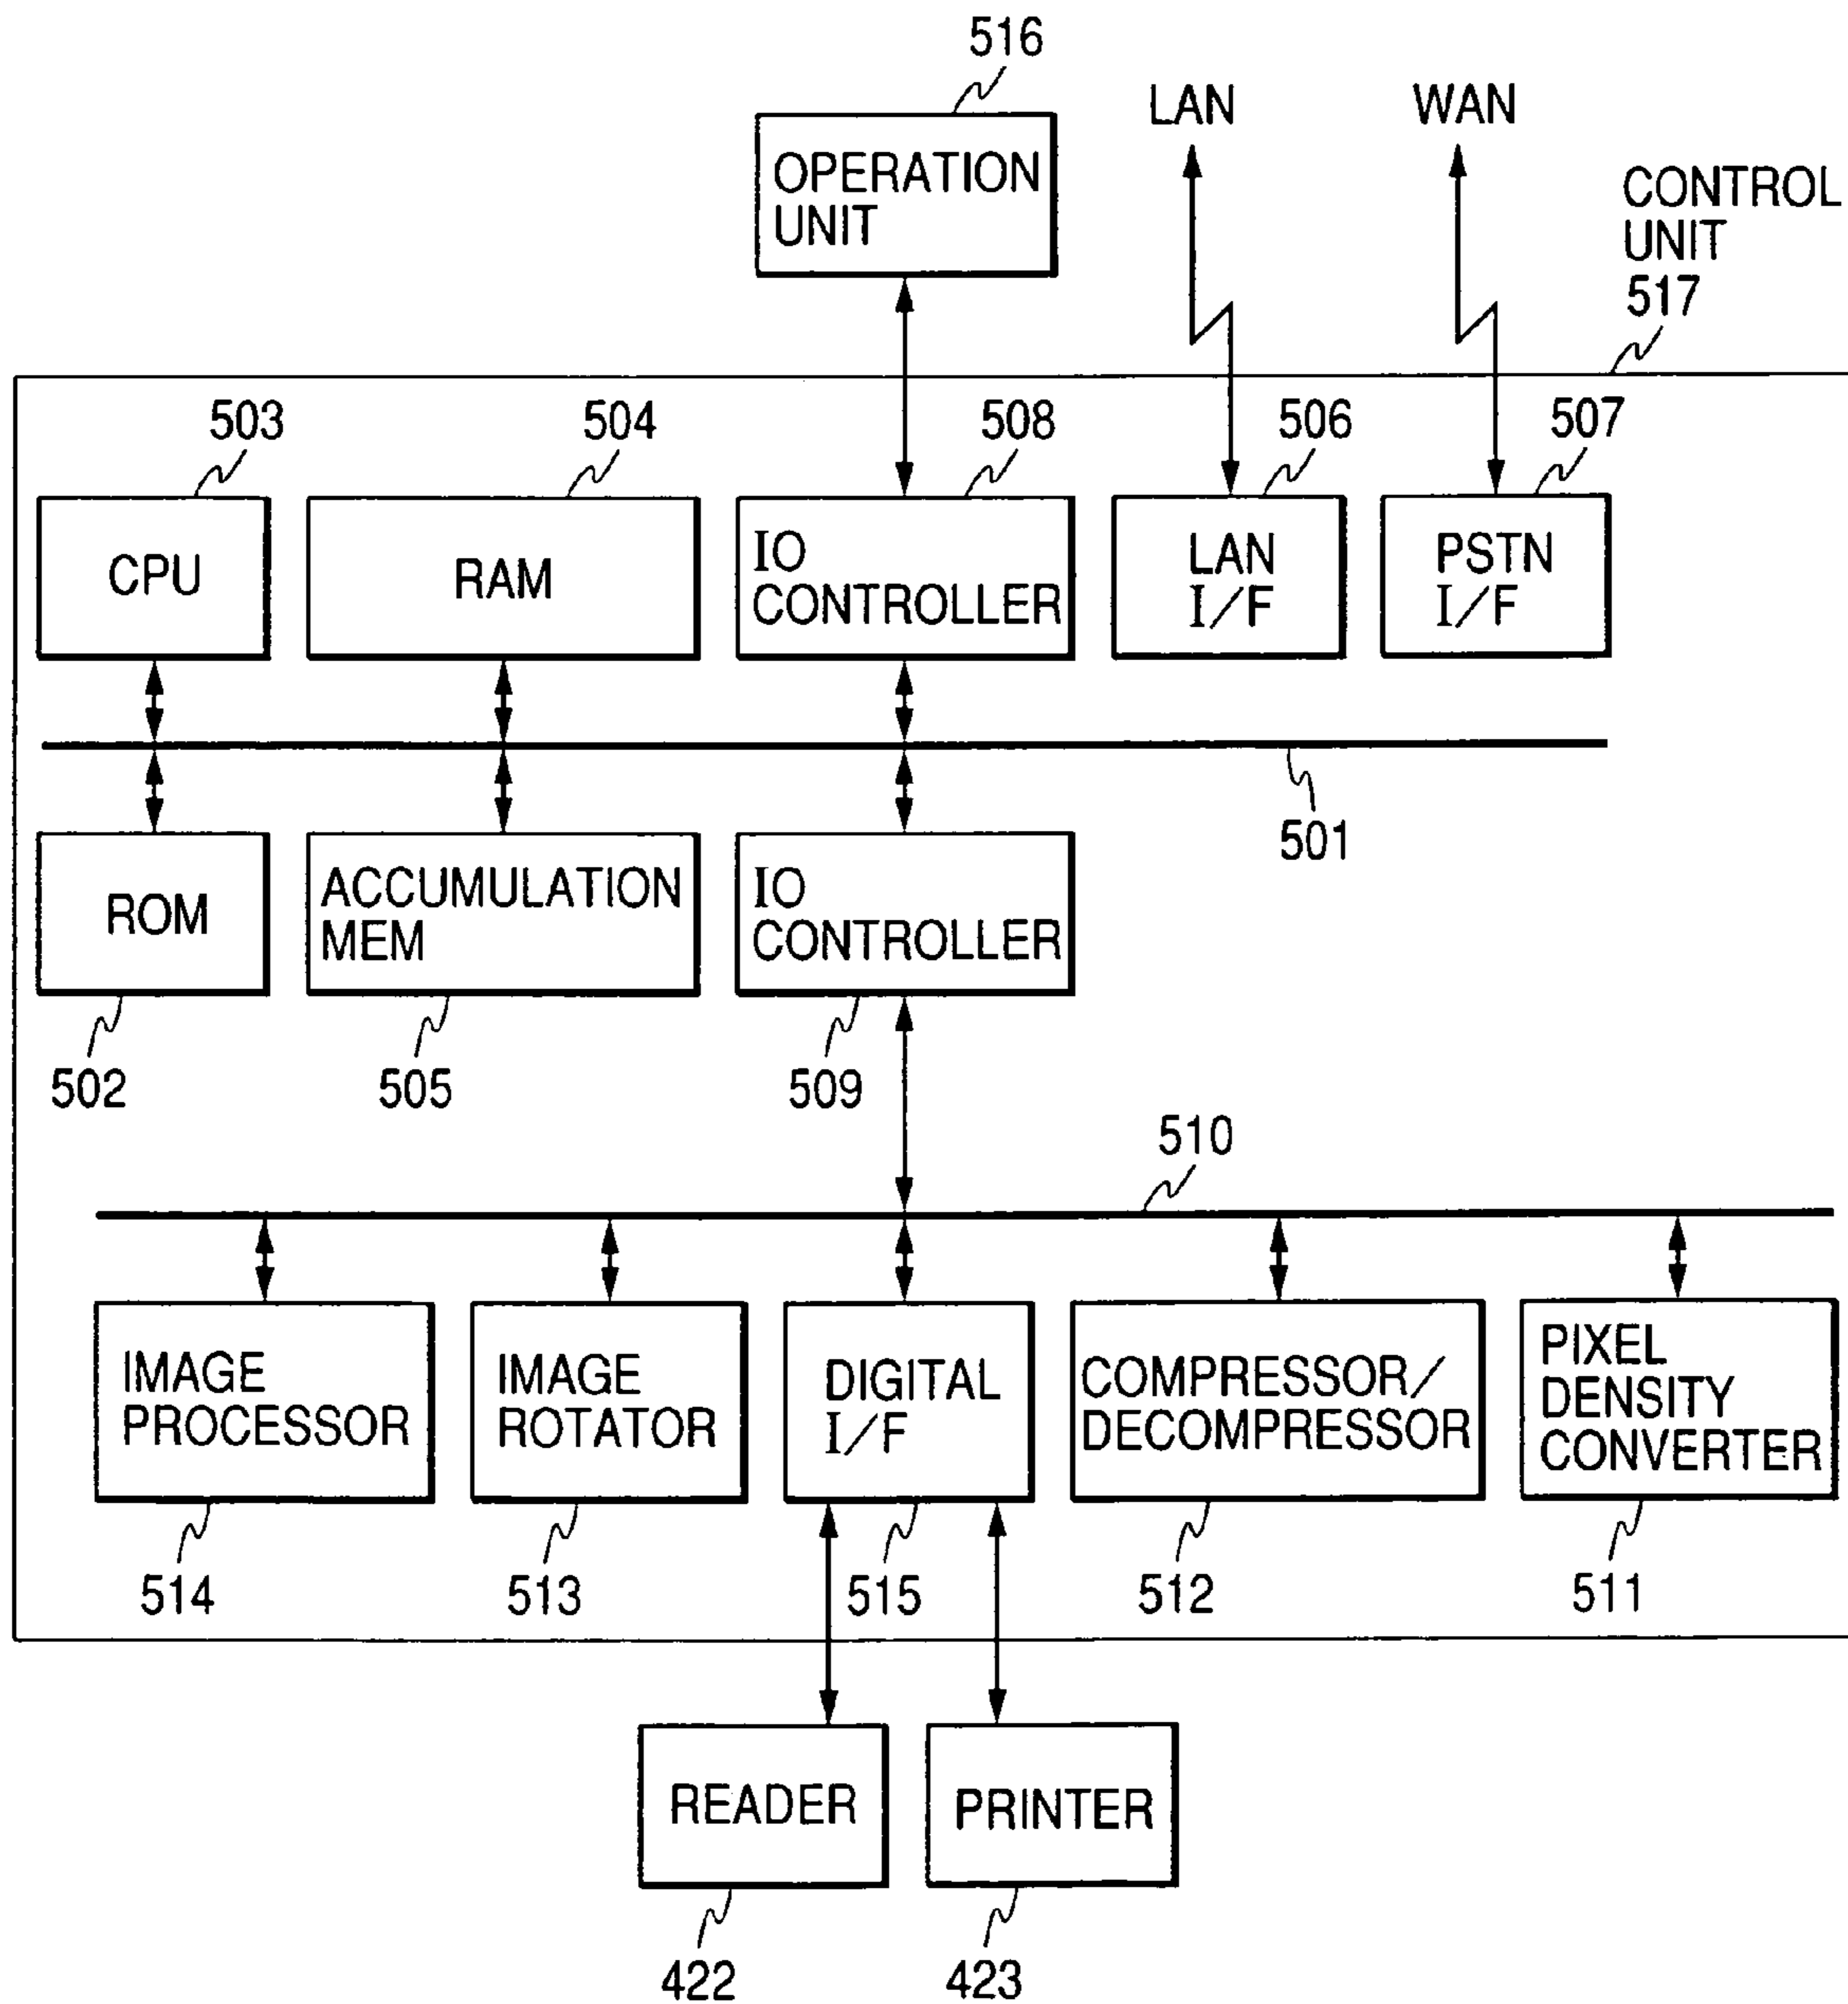 516
LAN
WAN
OPERATION
UNIT
CONTROL
UNIT
517
503
504
508
506
507
CPU
RAM
IO
CONTROLLER
LAN
I/F
PSTN
I/F
501
ROM
ACCUMULATION
MEM
IO
CONTROLLER
502
505
509
510
IMAGE
PROCESSOR
IMAGE
ROTATOR
DIGITAL
I/F
COMPRESSOR/
DECOMPRESSOR
PIXEL
DENSITY
CONVERTER
514
513
515
512
511
READER
PRINTER
422
423